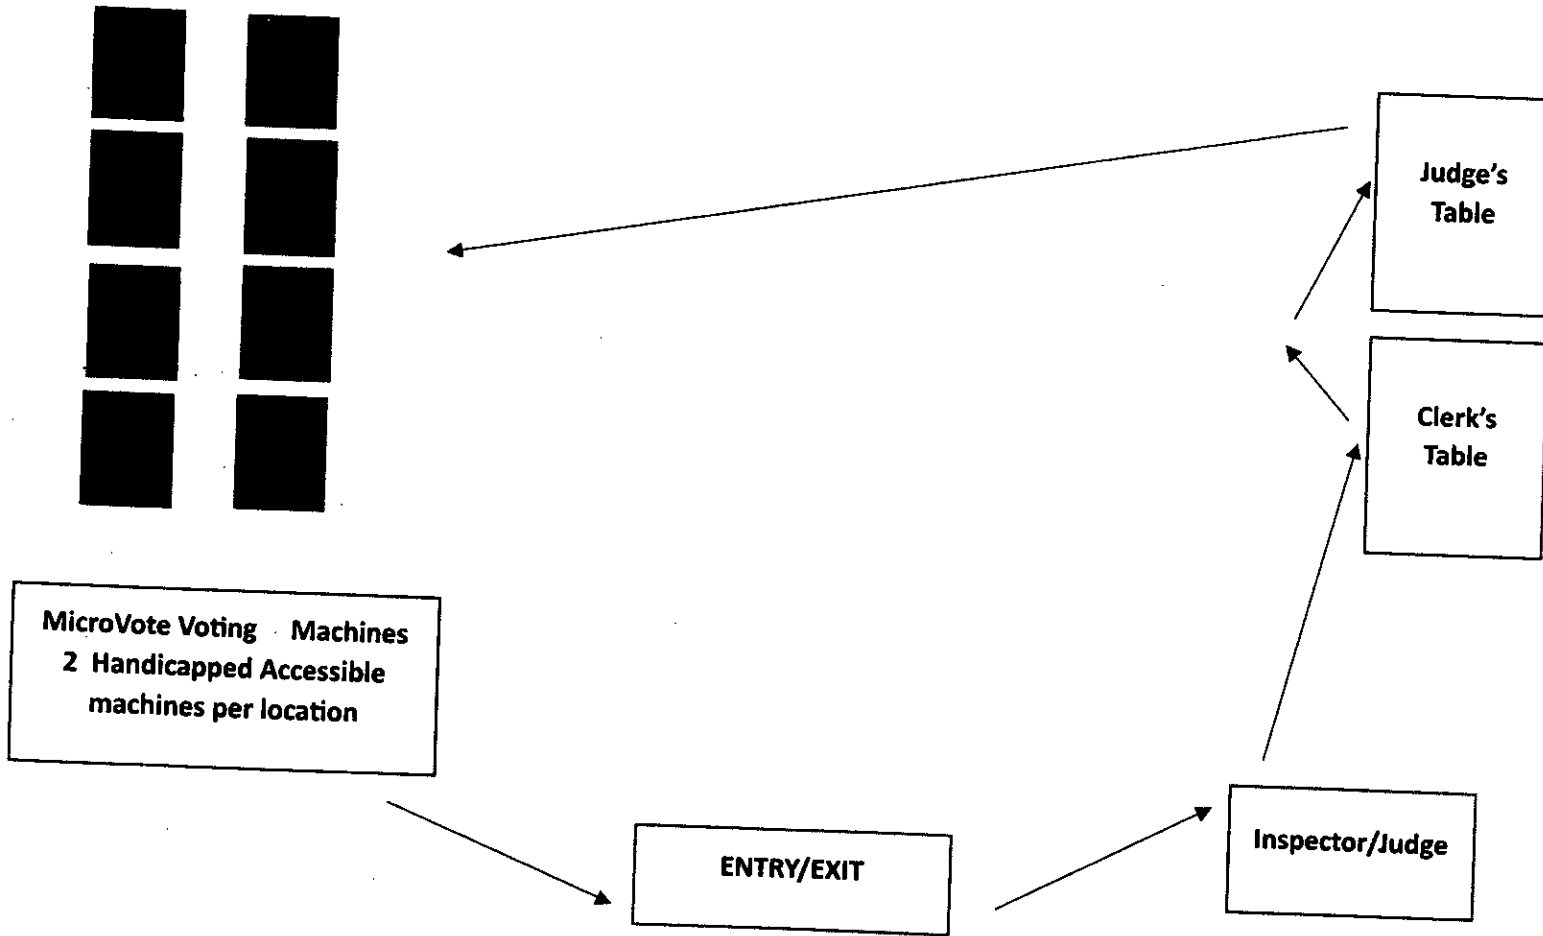 Judge's
Table
Clerk's
Table
MicroVote Voting Machines
2 Handicapped Accessible
machines per location
ENTRY/EXIT
Inspector/Judge